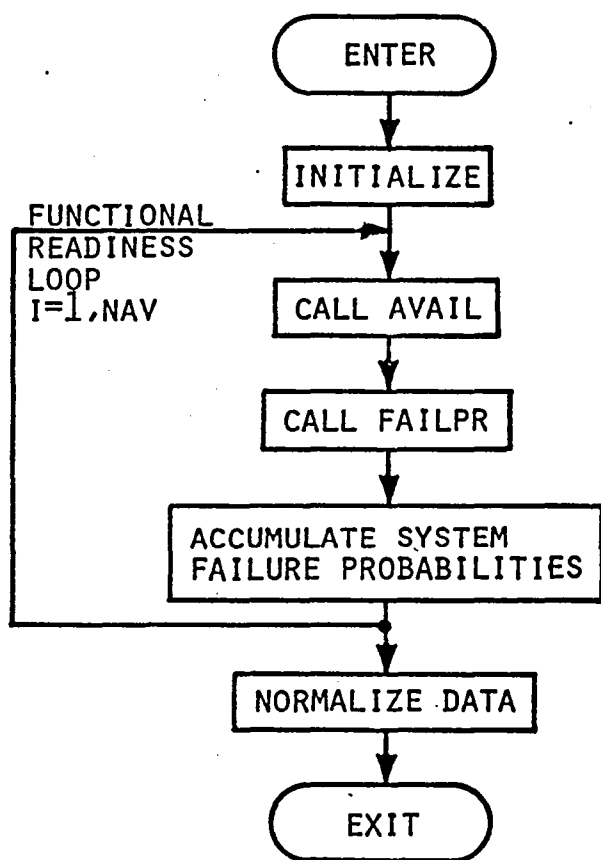 ENTER
INITIALIZE
FUNCTIONAL
READINESS
LOOP
I=1,NAV
CALL AVAIL
CALL FAILPR
ACCUMULATE SYSTEM
FAILURE PROBABILITIES
NORMALIZE DATA
EXIT